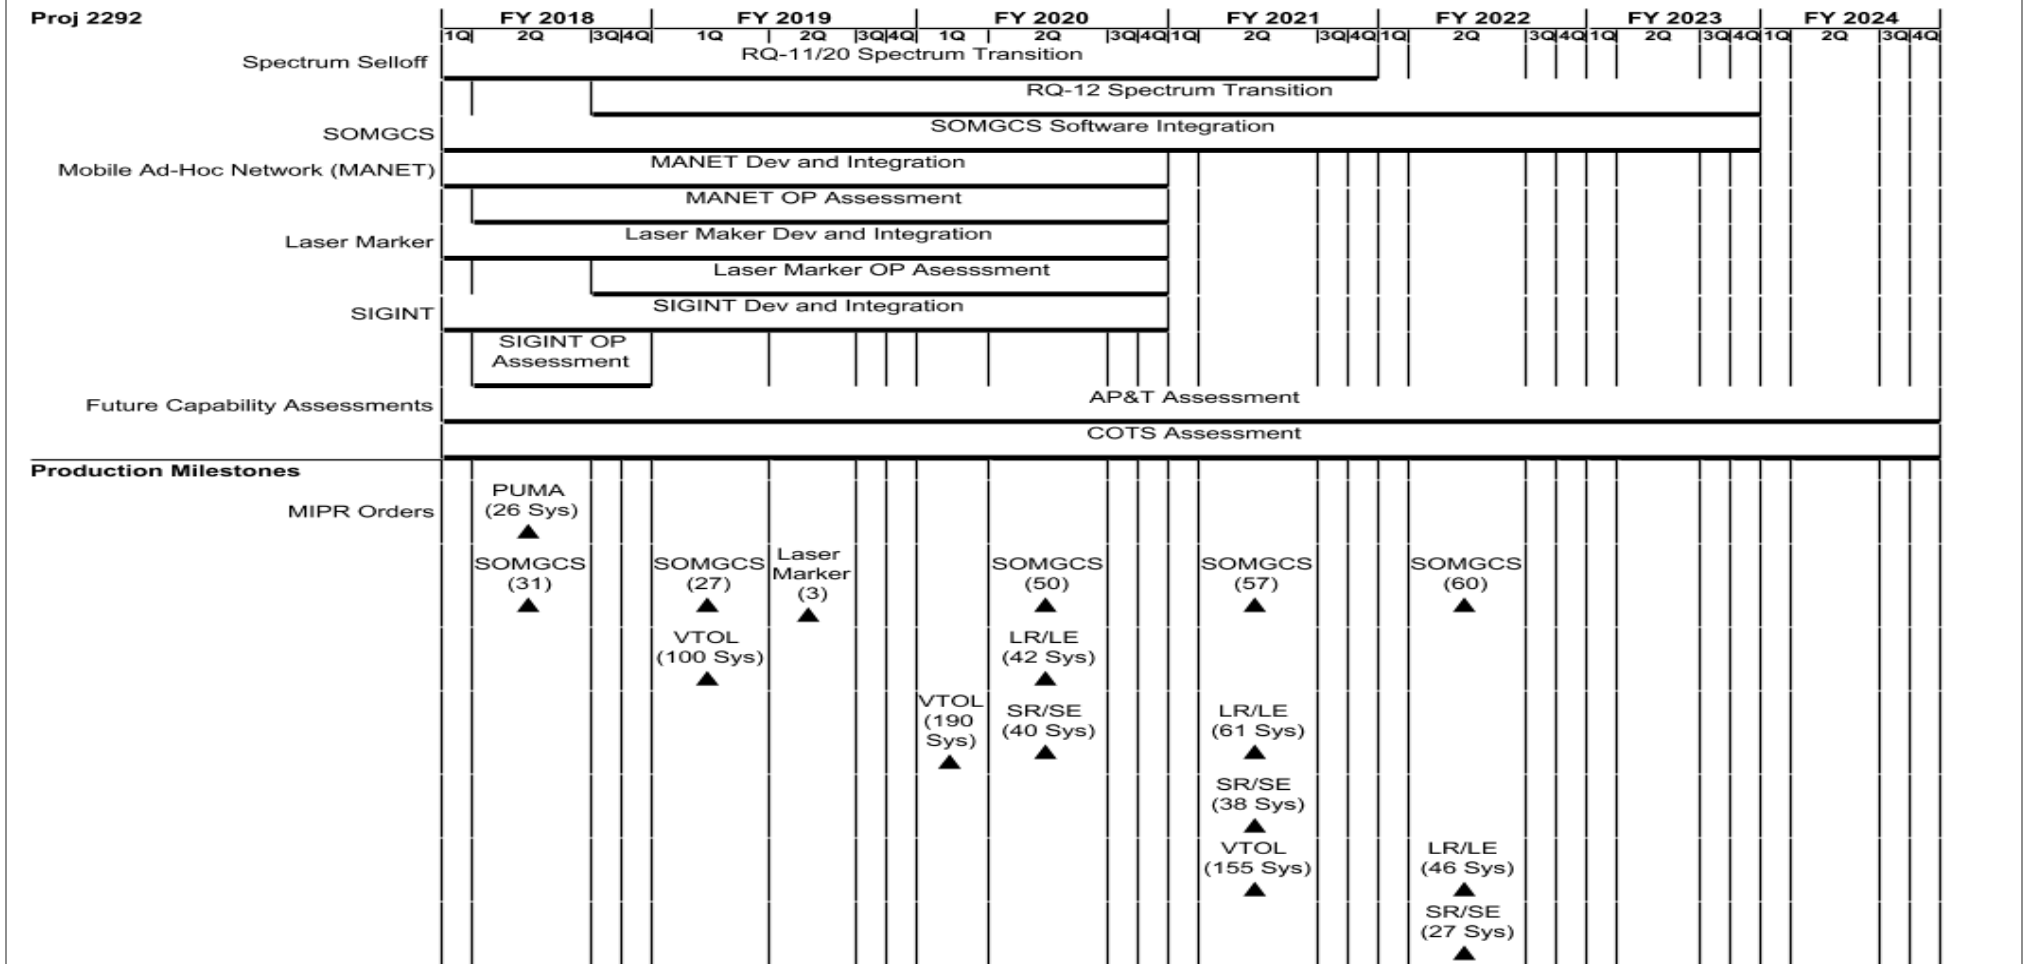 Proj 2292 FY 2018 FY 2019 FY 2020 FY 2021 FY 2022 FY 2023 FY 2024
1Q 2Q 3Q 4Q 1Q 2Q 3Q 4Q 1Q 2Q 3Q 4Q 1Q 2Q 3Q 4Q 1Q 2Q 3Q 4Q 1Q 2Q 3Q 4Q 1Q 2Q 3Q 4Q
Spectrum Selloff RQ-11/20 Spectrum Transition
RQ-12 Spectrum Transition
SOMGCS SOMGCS Software Integration
Mobile Ad-Hoc Network (MANET) MANET Dev and Integration
MANET OP Assessment
Laser Marker Laser Maker Dev and Integration
Laser Marker OP Asesssment
SIGINT SIGINT Dev and Integration
SIGINT OP
Assessment
Future Capability Assessments AP&T Assessment
COTS Assessment
Production Milestones
MIPR Orders
PUMA
(26 Sys)
SOMGCS
(31)
SOMGCS
(27)
Laser
Marker
(3)
SOMGCS
(50)
SOMGCS
(57)
SOMGCS
(60)
VTOL
(100 Sys)
LR/LE
(42 Sys)
VTOL
(190
Sys)
SR/SE
(40 Sys)
LR/LE
(61 Sys)
SR/SE
(38 Sys)
VTOL
(155 Sys)
LR/LE
(46 Sys)
SR/SE
(27 Sys)